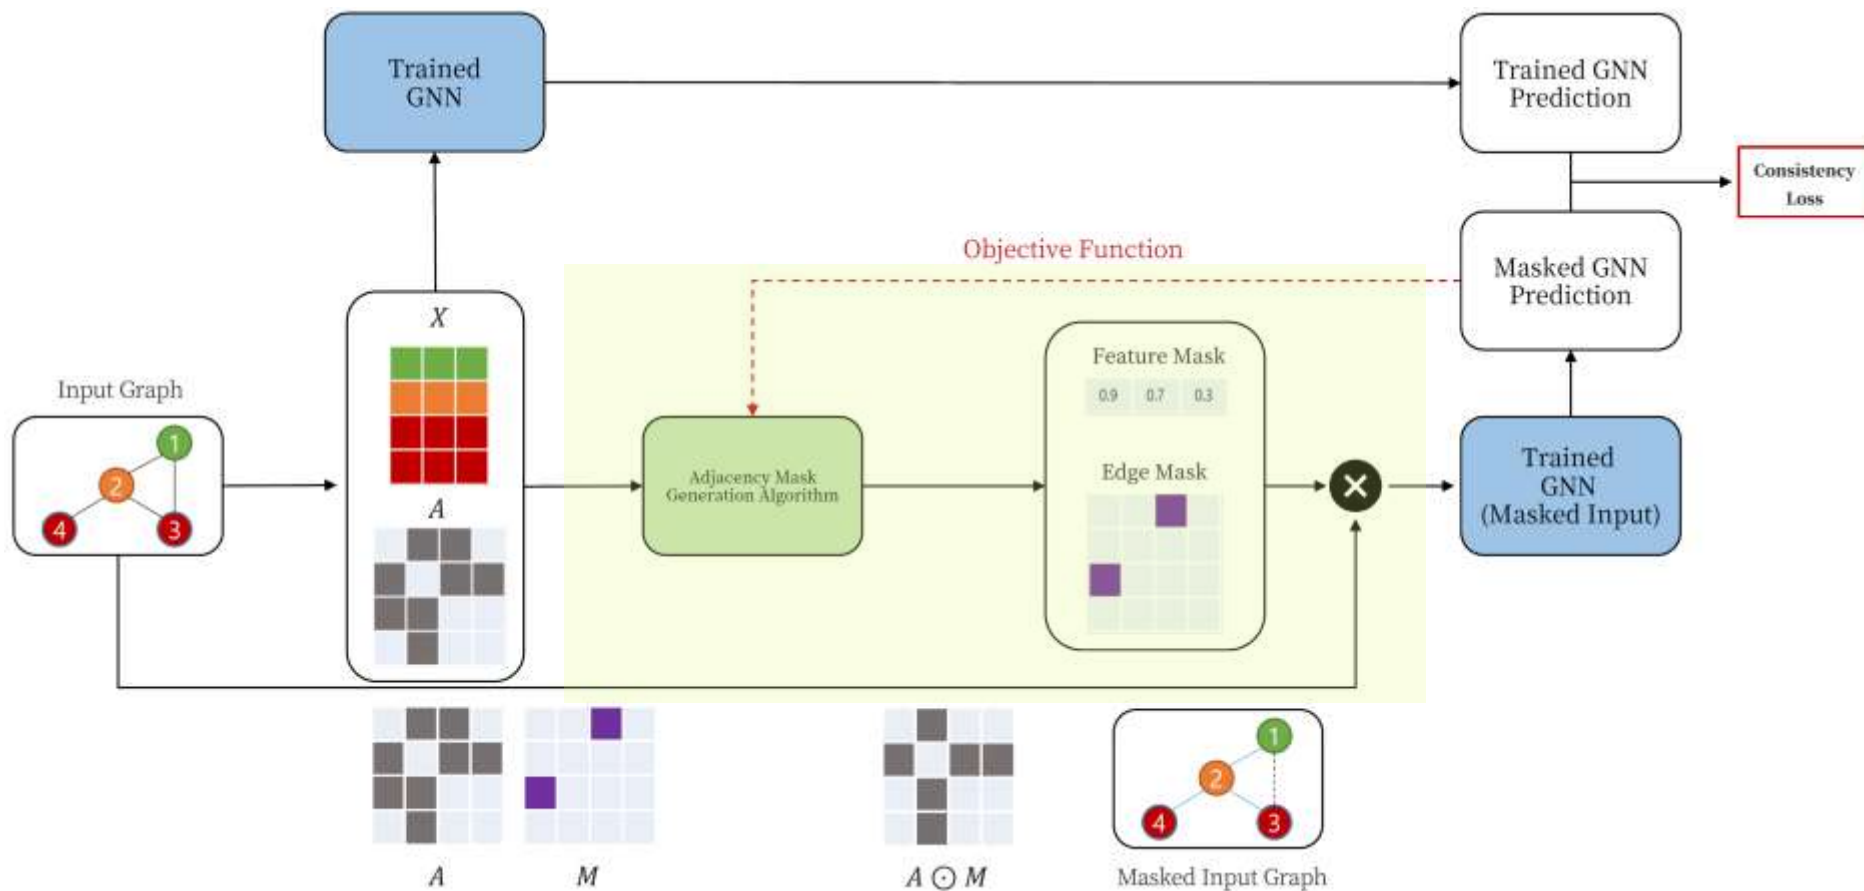 Trained
GNN
Trained GNN
Prediction
Consistency
Loss
Objective Function
Masked GNN
Prediction
X
Feature Mask
0.9 0.7 0.3
Input Graph
1
2
4 3
A
Adjacency Mask
Generation Algorithm
Edge Mask
Trained
GNN
(Masked Input)
1
2
4 3
A M A ⊙ M Masked Input Graph